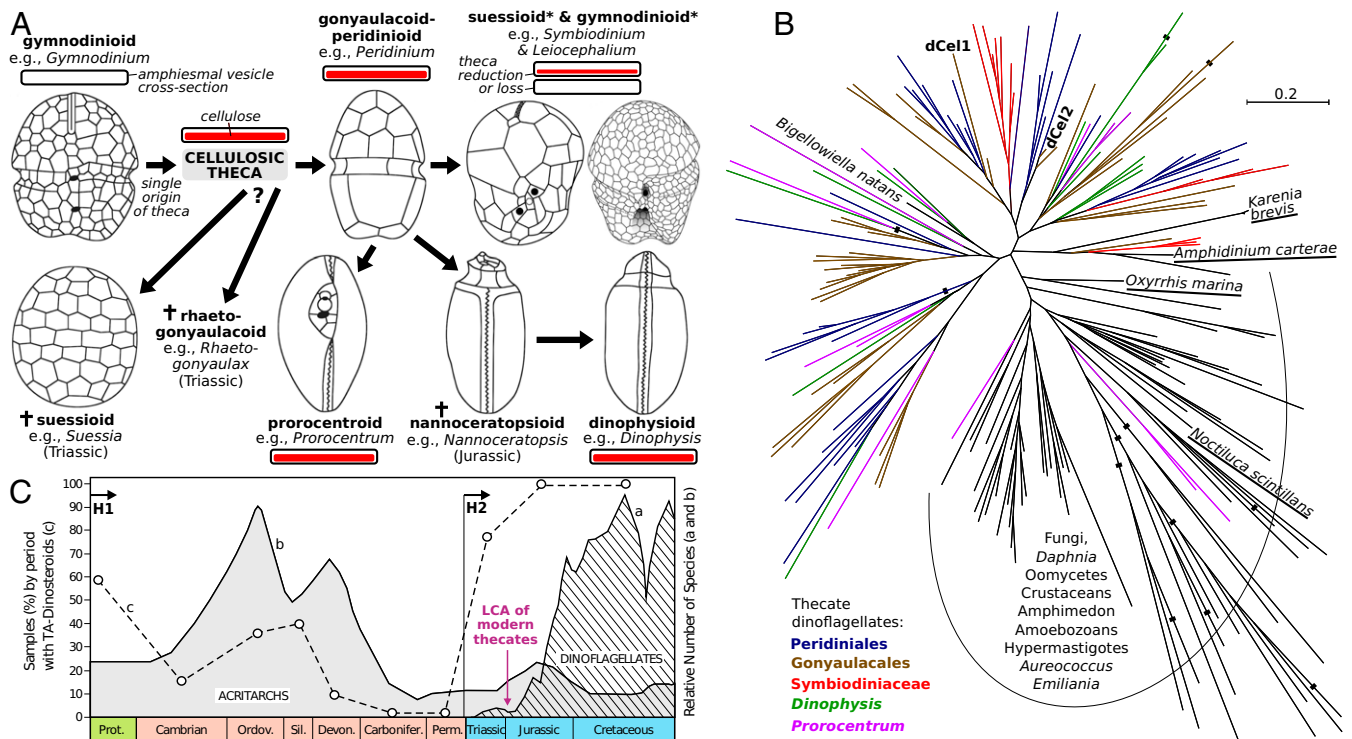 A
gymnodinioid
e.g., Gymnodinium
amphiesmal vesicle
cross-section
cellulose
CELLULOSIC
THECA
?
single
origin
of theca
gonyaulacoid-
peridinioid
e.g., Peridinium
suessioid* & gymnodinioid*
e.g., Symbiodinium
& Leiocephalium
theca
reduction
or loss
† suessioid
e.g., Suessia
(Triassic)
† rhaeto-
gonyaulacoid
e.g., Rhaeto-
gonyaulax
(Triassic)
prorocentroid
e.g., Prorocentrum
†
nannoceratopsioid
e.g., Nannoceratopsis
(Jurassic)
dinophysioid
e.g., Dinophysis
B
dCel1
dCel2
0.2
Bigellowiella natans
Karenia
brevis
Amphidinium carterae
Oxyrrhis marina
Noctiluca scintillans
Fungi,
Daphnia
Oomycetes
Crustaceans
Amphimedon
Amoebozoans
Hypermastigotes
Aureococcus
Emiliania
Thecate
dinoflagellates:
Peridiniales
Gonyaulacales
Symbiodiniaceae
Dinophysis
Prorocentrum
C
Samples (%) by period
with TA-Dinosteroids (c)
100
90
80
70
60
50
40
30
20
10
0
H1
H2
a
b
c
LCA of
modern
thecates
ACRITARCHS
DINOFLAGELLATES
Relative Number of Species (a and b)
Prot.
Cambrian
Ordov.
Sil.
Devon.
Carbonifer.
Perm.
Triassic
Jurassic
Cretaceous